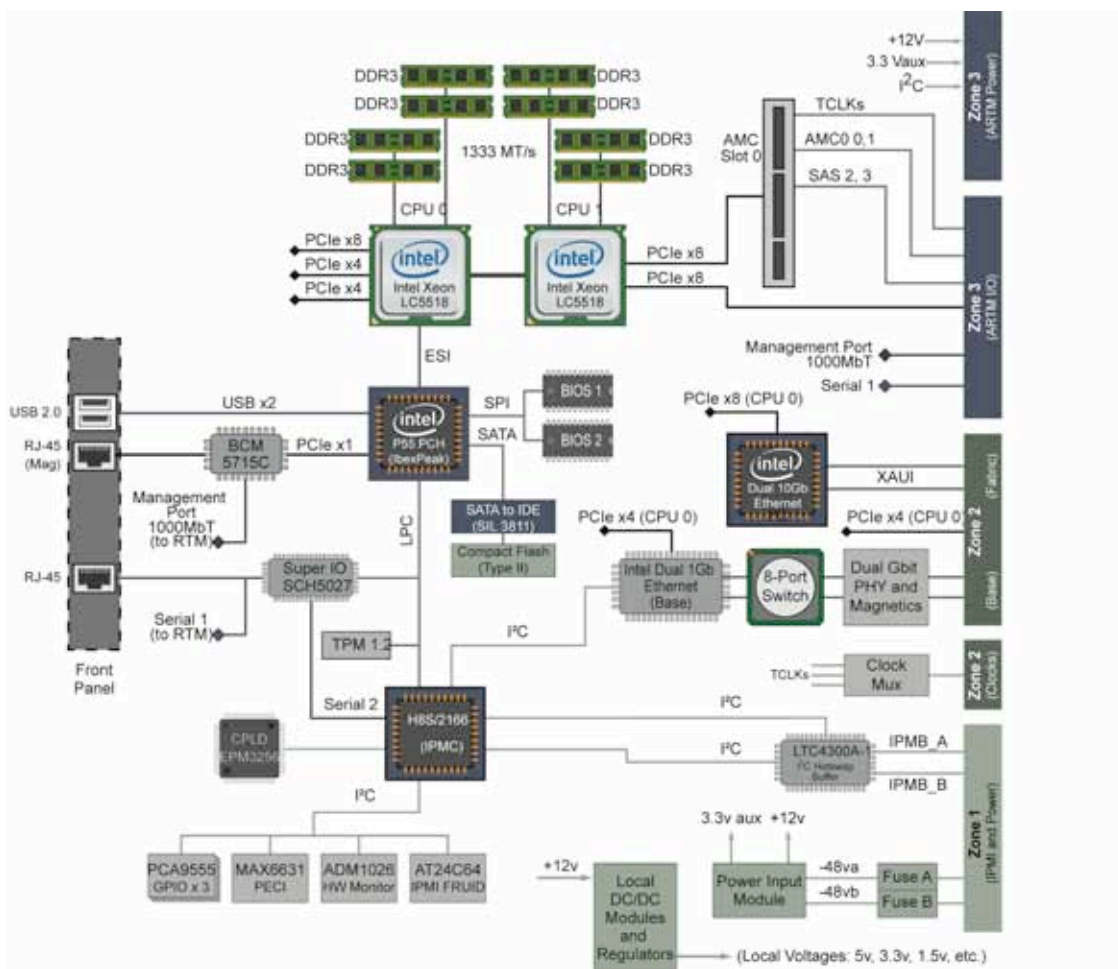 +12V
3.3 Vaux
I²C
Zone 3
(ARTM Power)
DDR3
DDR3
DDR3
DDR3
1333 MT/s
DDR3
DDR3
DDR3
DDR3
AMC
Slot 0
TCLKs
AMC0 0,1
SAS 2, 3
CPU 0
CPU 1
PCIe x8
PCIe x4
PCIe x4
intel
Intel Xeon
LC5518
intel
Intel Xeon
LC5518
PCIe x8
PCIe x8
Zone 3
(ARTM I/O)
Management Port
1000MbT
Serial 1
ESI
USB 2.0
USB x2
intel
P55 PCH
(IbexPeak)
SPI
BIOS 1
BIOS 2
SATA
RJ-45
(Mag)
BCM
5715C
PCIe x1
Management
Port
1000MbT
(to RTM)
LPC
SATA to IDE
(SIL 3811)
Compact Flash
(Type II)
PCIe x8 (CPU 0)
intel
Dual 10Gb
Ethernet
XAUI
(Fabric)
Zone 2
(Base)
PCIe x4 (CPU 0)
PCIe x4 (CPU 0)
RJ-45
Super IO
SCH5027
Serial 1
(to RTM)
Intel Dual 1Gb
Ethernet
(Base)
8-Port
Switch
Dual Gbit
PHY and
Magnetics
TPM 1.2
I²C
Front
Panel
TCLKs
Clock
Mux
Zone 2
(Clocks)
Serial 2
H8S/2166
(IPMC)
I²C
CPLD
EPM3256
I²C
LTC4300A-1
I²C Hotswap
Buffer
IPMB_A
IPMB_B
I²C
Zone 1
(IPMI and Power)
PCA9555
GPIO x 3
MAX6631
PECI
ADM1026
HW Monitor
AT24C64
IPMI FRUID
+12v
Local
DC/DC
Modules
and
Regulators
3.3v aux
+12v
Power Input
Module
-48va
-48vb
Fuse A
Fuse B
(Local Voltages: 5v, 3.3v, 1.5v, etc.)